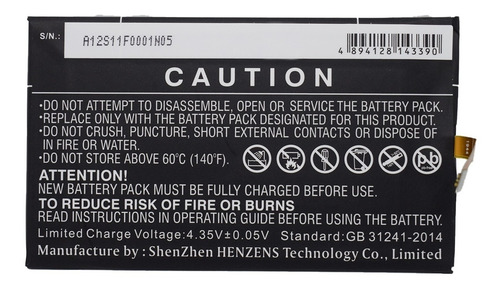 S/N.:
A12S11F0001N05
4 894128 143390
CAUTION
•DO NOT ATTEMPT TO DISASSEMBLE, OPEN OR SERVICE THE BATTERY PACK.
•REPLACE ONLY WITH THE BATTERY PACK DESIGNATED FOR THIS PRODUCT.
•DO NOT CRUSH, PUNCTURE, SHORT EXTERNAL CONTACTS OR DISPOSE OF
IN FIRE OR WATER.
•DO NOT STORE ABOVE 60°C (140°F).
ATTENTION!
NEW BATTERY PACK MUST BE FULLY CHARGED BEFORE USE.
TO REDUCE RISK OF FIRE OR BURNS
READ INSTRUCTIONS IN OPERATING GUIDE BEFORE USE.
Limited Charge Voltage: 4.35V±0.05V Standard: GB 31241-2014
Manufacture by: ShenZhen HENZENS Technology Co., Limited